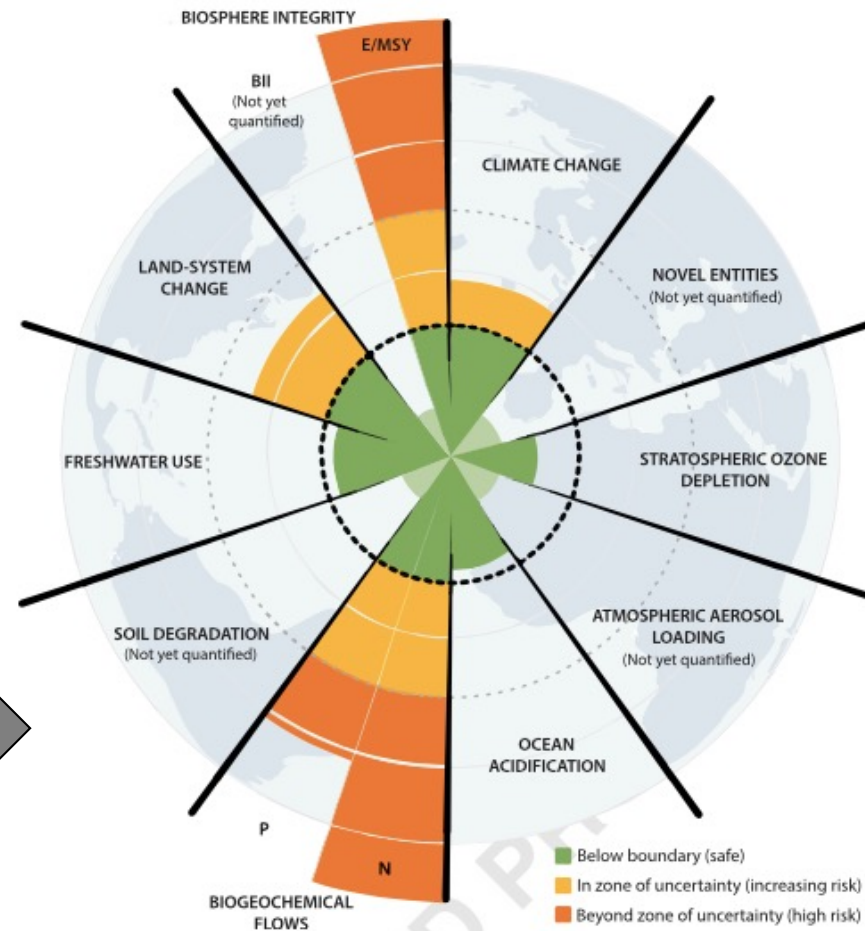 BIOSPHERE INTEGRITY
E/MSY
BII
(Not yet
quantified)
CLIMATE CHANGE
LAND-SYSTEM
CHANGE
NOVEL ENTITIES
(Not yet quantified)
FRESHWATER USE
STRATOSPHERIC OZONE
DEPLETION
SOIL DEGRADATION
(Not yet quantified)
ATMOSPHERIC AEROSOL
LOADING
(Not yet quantified)
OCEAN
ACIDIFICATION
P
N
BIOGEOCHEMICAL
FLOWS
Below boundary (safe)
In zone of uncertainty (increasing risk)
Beyond zone of uncertainty (high risk)